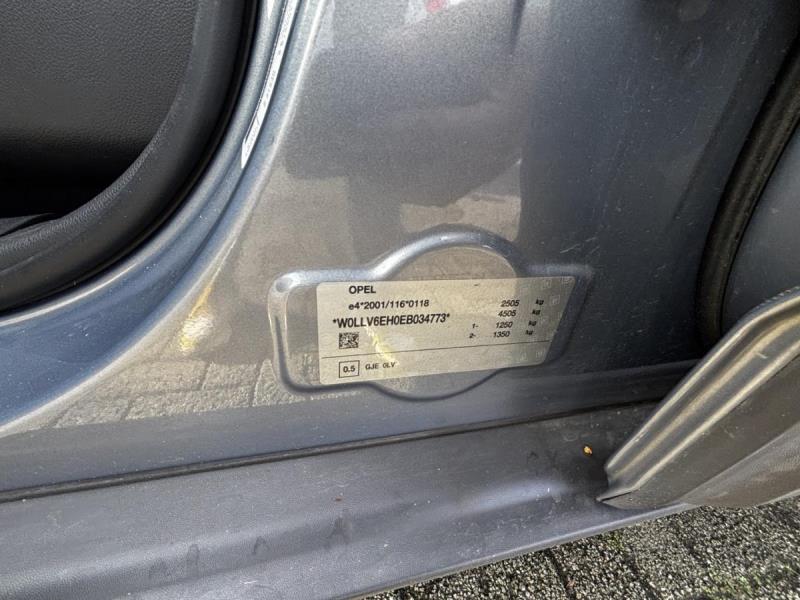 OPEL
e4*2001/116*0118
2505 kg
*W0LLV6EH0EB034773* 4505 kg
1- 1250 kg
2- 1350 kg
0.5 GJE 0LV